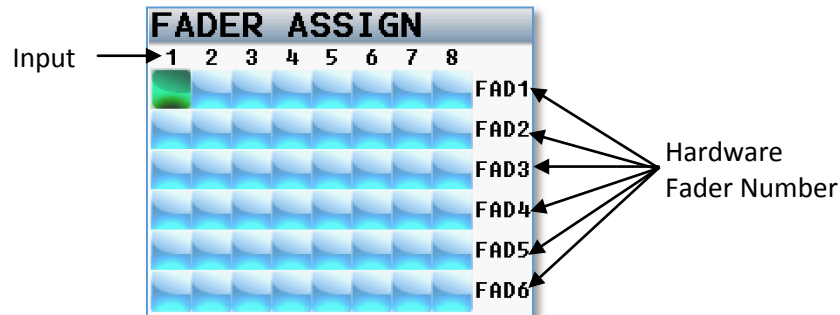 FADER ASSIGN
Input
1 2 3 4 5 6 7 8
FAD1
FAD2
FAD3
FAD4
FAD5
FAD6
Hardware
Fader Number